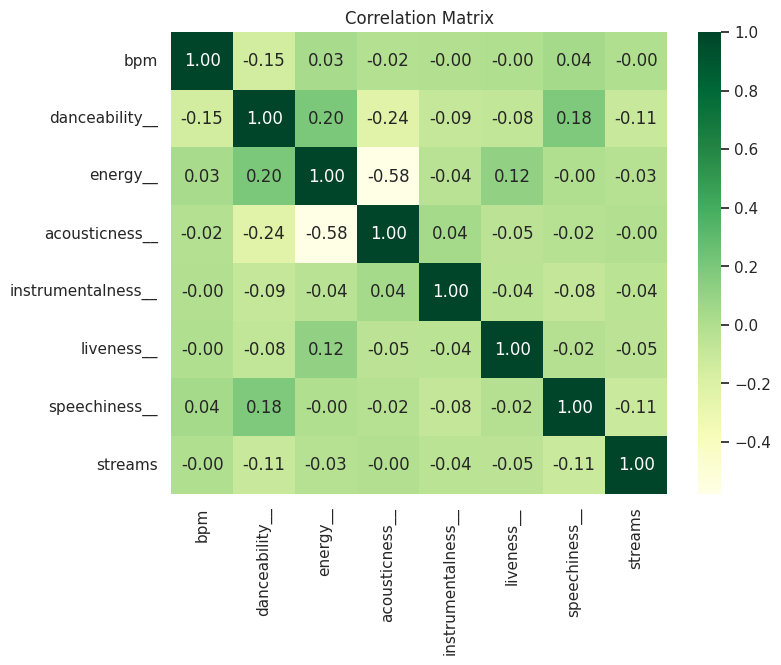 Correlation Matrix
bpm 1.00 -0.15 0.03 -0.02 -0.00 -0.00 0.04 -0.00
danceability__ -0.15 1.00 0.20 -0.24 -0.09 -0.08 0.18 -0.11
energy__ 0.03 0.20 1.00 -0.58 -0.04 0.12 -0.00 -0.03
acousticness__ -0.02 -0.24 -0.58 1.00 0.04 -0.05 -0.02 -0.00
instrumentalness__ -0.00 -0.09 -0.04 0.04 1.00 -0.04 -0.08 -0.04
liveness__ -0.00 -0.08 0.12 -0.05 -0.04 1.00 -0.02 -0.05
speechiness__ 0.04 0.18 -0.00 -0.02 -0.08 -0.02 1.00 -0.11
streams -0.00 -0.11 -0.03 -0.00 -0.04 -0.05 -0.11 1.00
bpm
danceability__
energy__
acousticness__
instrumentalness__
liveness__
speechiness__
streams
1.0
0.8
0.6
0.4
0.2
0.0
−0.2
−0.4